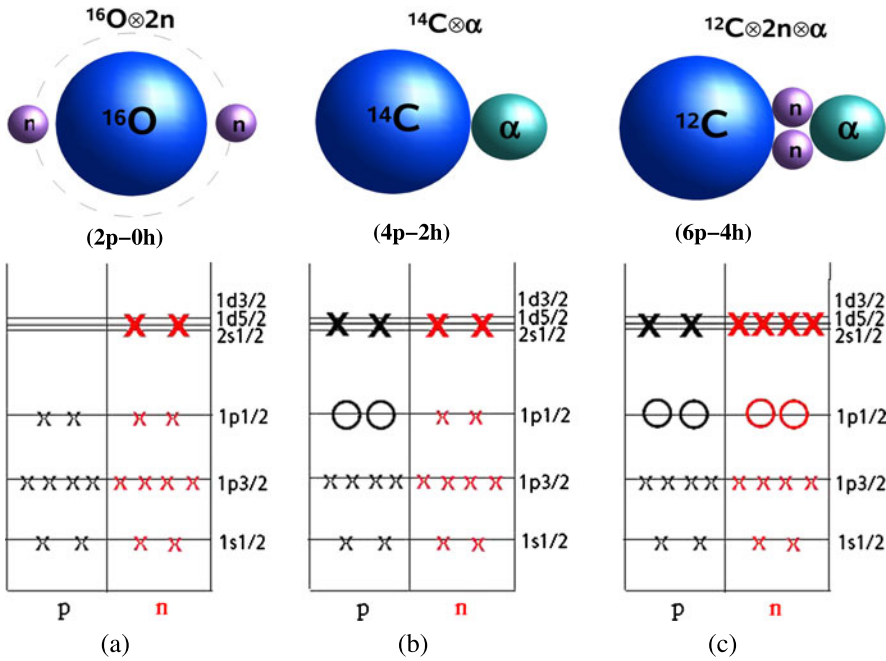 ¹⁶O⊗2n
¹⁴C⊗α
¹²C⊗2n⊗α
n ¹⁶O n
¹⁴C α
¹²C n n α
(2p−0h)
(4p−2h)
(6p−4h)
1d3/2
1d5/2
2s1/2
1p1/2
1p3/2
1s1/2
p n
(a)
1d3/2
1d5/2
2s1/2
1p1/2
1p3/2
1s1/2
p n
(b)
1d3/2
1d5/2
2s1/2
1p1/2
1p3/2
1s1/2
p n
(c)